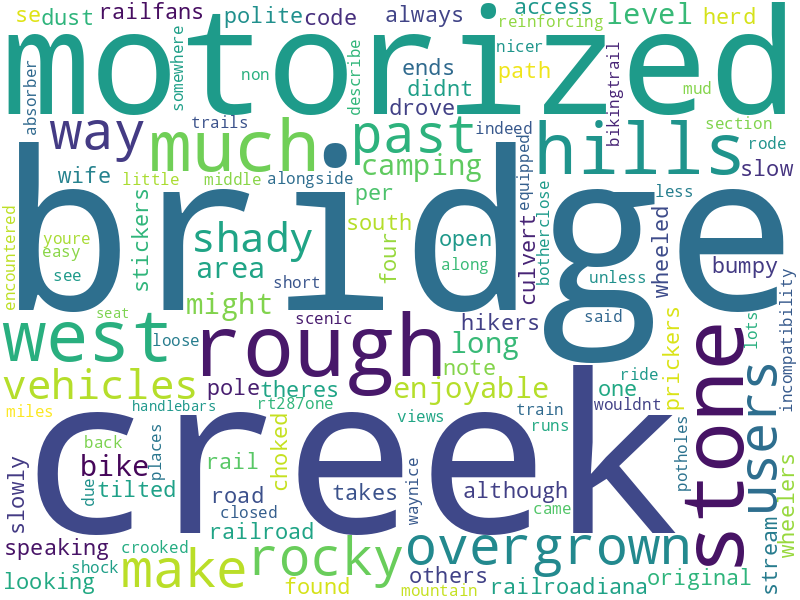 se
dust
railfans
polite
code
always
access
reinforcing
level
herd
motorized
somewhere
absorber
non
describe
ends
didnt
drove
nicer
path
mud
bikingtrail
way
trails
much
past
indeed
hills
section
rode
slow
camping
wife
little
middle
alongside
per
equipped
less
bridge
stickers
encountered
youre
easy
see
shady
area
south
four
open
along
culvert
botherclose
wheeled
bumpy
unless
might
short
said
seat
scenic
hikers
incompatibility
west
loose
rough
long
note
prickers
stone
lots
vehicles
pole
theres
enjoyable
one
ride
wouldnt
users
miles
handlebars
rt287one
views
train
runs
creek
back
places
bike
rail
choked
potholes
slowly
due
tilted
road
closed
takes
waynice
although
came
railroad
speaking
crooked
shock
looking
make
rocky
found
overgrown
others
mountain
railroadiana
original
stream
wheelers